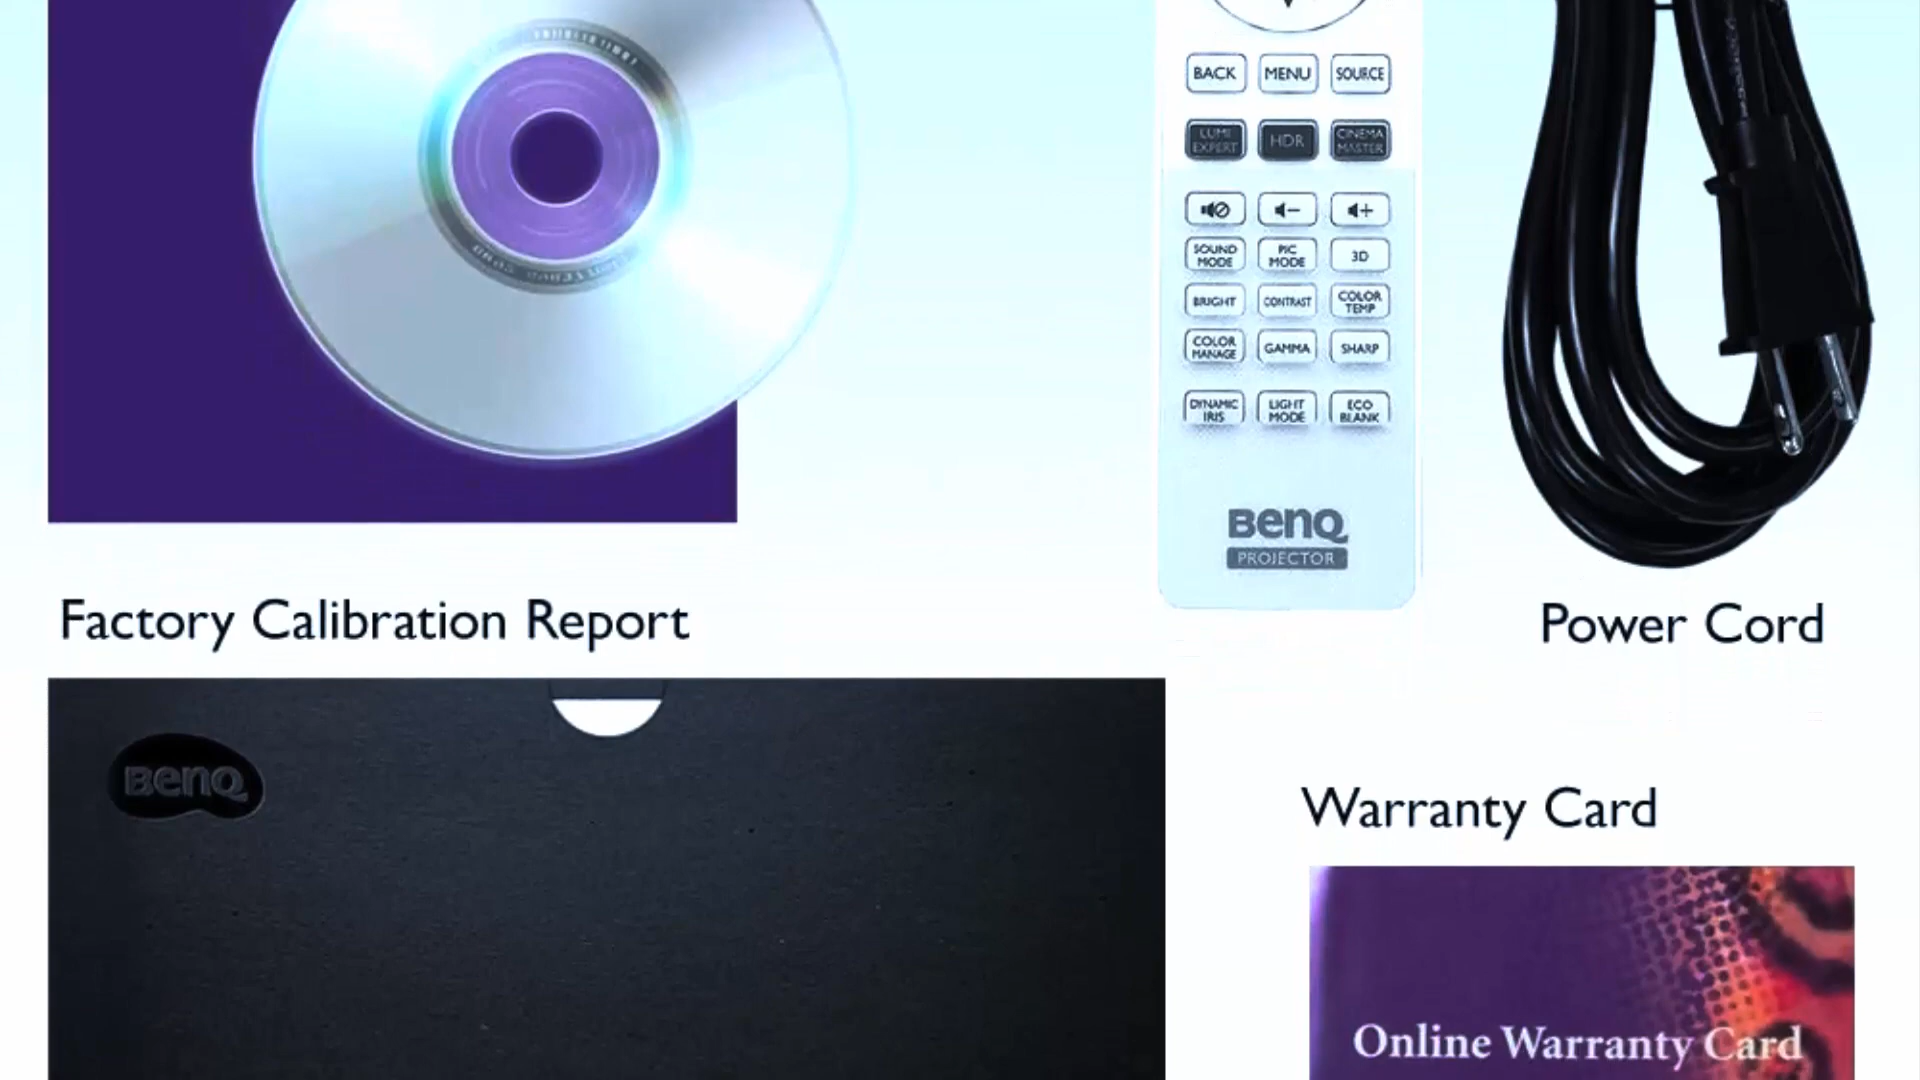 BACK MENU SOURCE
LUMI EXPERT HDR CINEMA MASTER
SOUND MODE PIC MODE 3D
BRIGHT CONTRAST COLOR TEMP
COLOR MANAGE GAMMA SHARP
DYNAMIC IRIS LIGHT MODE ECO BLANK
BenQ
PROJECTOR
Factory Calibration Report
Power Cord
BenQ
Warranty Card
Online Warranty Card